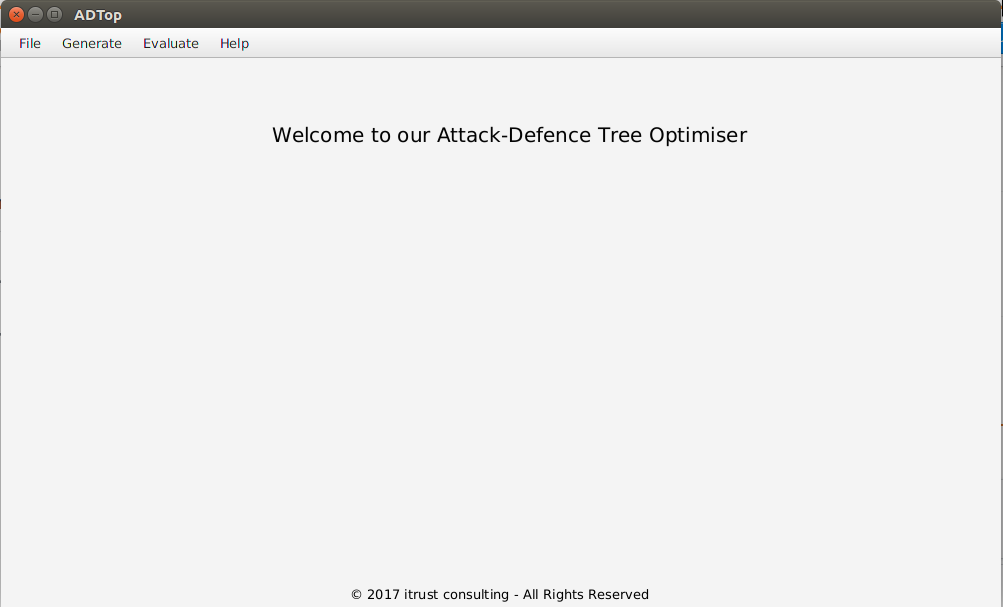 ADTop
File Generate Evaluate Help
Welcome to our Attack-Defence Tree Optimiser
© 2017 itrust consulting - All Rights Reserved